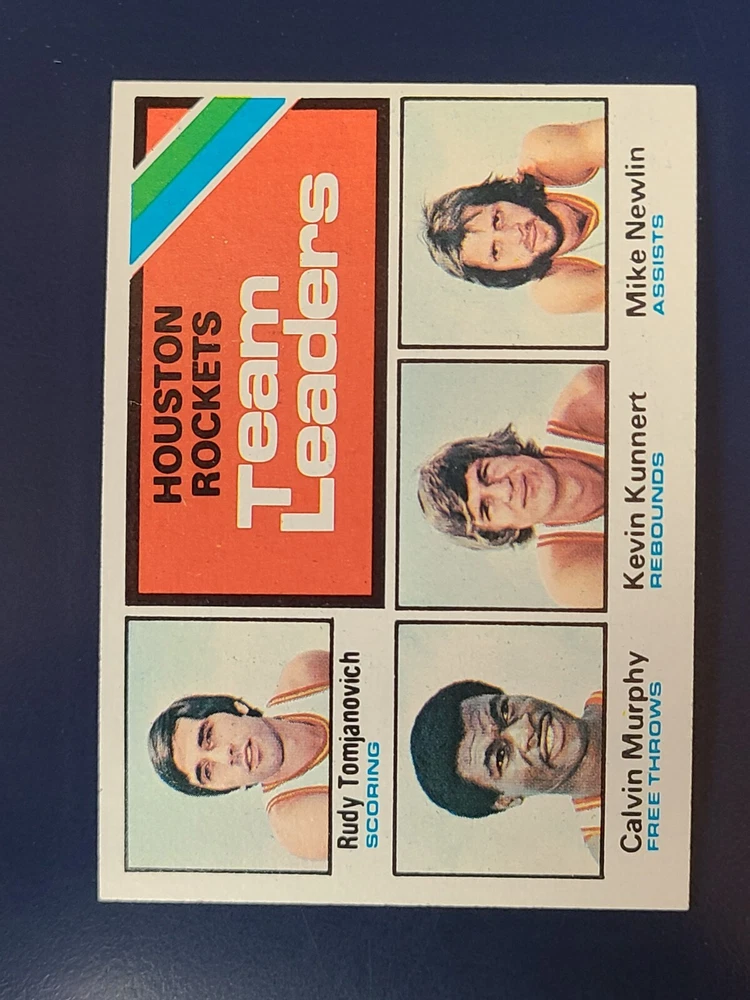 HOUSTON
ROCKETS
Team
Leaders
Rudy Tomjanovich
SCORING
Calvin Murphy
FREE THROWS
Kevin Kunnert
REBOUNDS
Mike Newlin
ASSISTS